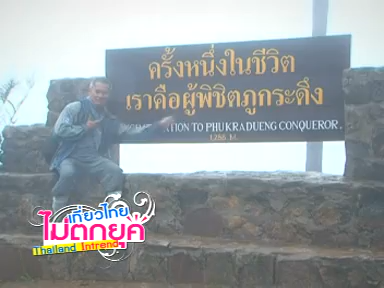 ครั้งหนึ่งในชีวิต
เราคือผู้พิชิตภูกระดึง
TION TO PHUKRADUENG CONQUEROR.
1,288 M.
เที่ยวไทย
ไม่ตกยุค
Thailand Intrend